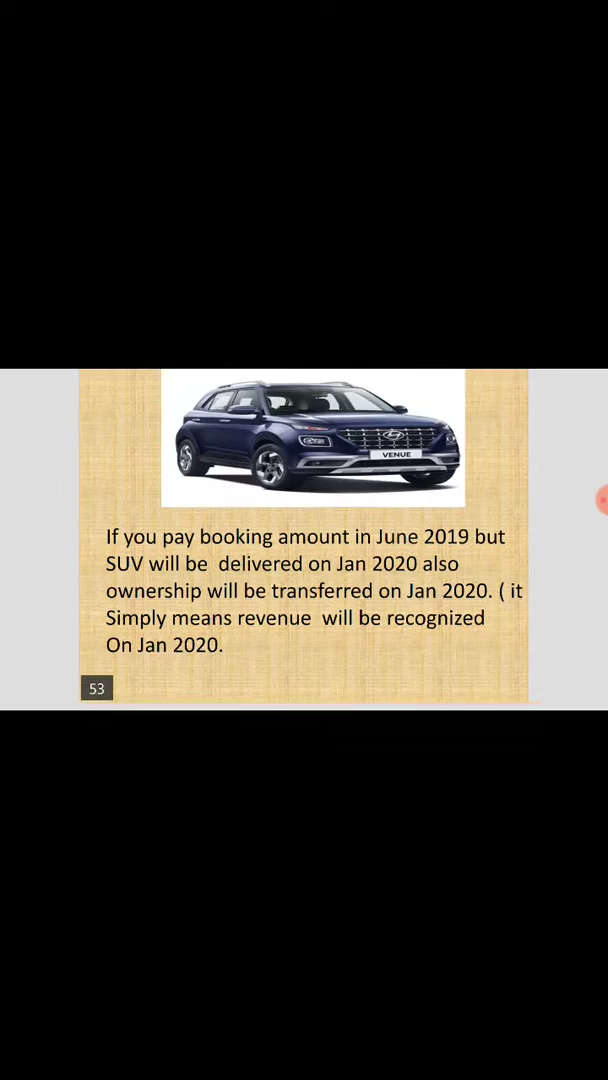 VENUE
If you pay booking amount in June 2019 but
SUV will be  delivered on Jan 2020 also
ownership will be transferred on Jan 2020. ( it
Simply means revenue  will be recognized
On Jan 2020.
53